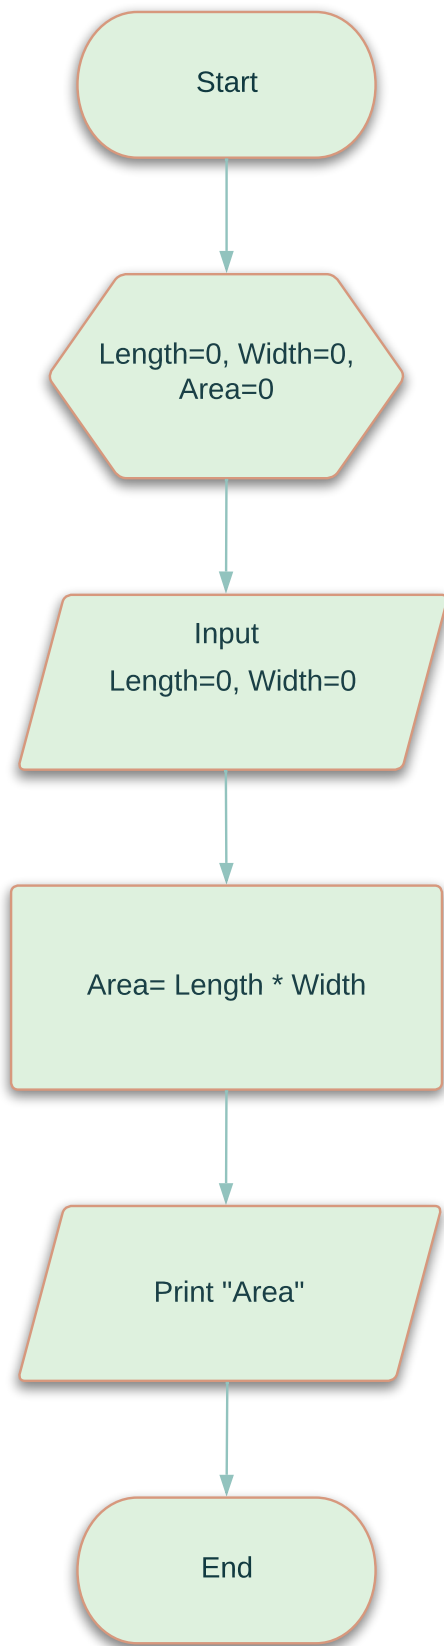 Start
Length=0, Width=0,
Area=0
Input
Length=0, Width=0
Area= Length * Width
Print "Area"
End